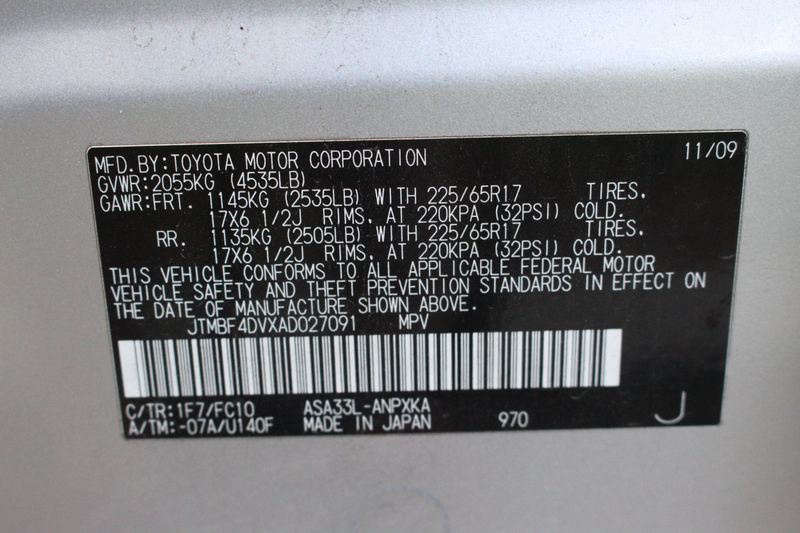 MFD.BY:TOYOTA MOTOR CORPORATION 11/09
GVWR:2055KG (4535LB)
GAWR:FRT. 1145KG (2535LB) WITH 225/65R17 TIRES,
17X6 1/2J RIMS, AT 220KPA (32PSI) COLD.
RR. 1135KG (2505LB) WITH 225/65R17 TIRES,
17X6 1/2J RIMS, AT 220KPA (32PSI) COLD.
THIS VEHICLE CONFORMS TO ALL APPLICABLE FEDERAL MOTOR
VEHICLE SAFETY AND THEFT PREVENTION STANDARDS IN EFFECT ON
THE DATE OF MANUFACTURE SHOWN ABOVE.
JTMBF4DVXAD027091 MPV
C/TR:1F7/FC10 ASA33L-ANPXKA
A/TM:-07A/U140F MADE IN JAPAN 970 J